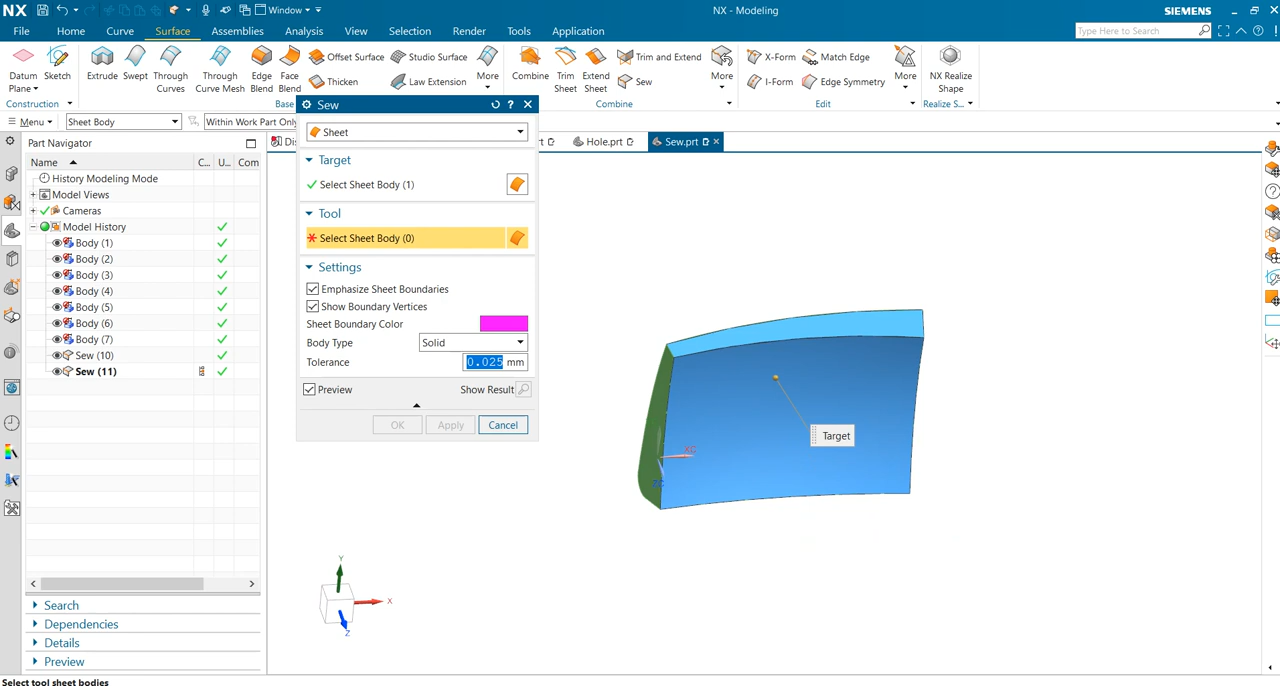 NX
Window
NX - Modeling
SIEMENS
File
Home
Curve
Surface
Assemblies
Analysis
View
Selection
Render
Tools
Application
Type Here to Search
Datum Plane
Sketch
Extrude
Swept
Through Curves
Through Curve Mesh
Edge Blend
Face Blend
Offset Surface
Thicken
Studio Surface
Law Extension
More
Combine
Trim Sheet
Extend Sheet
Trim and Extend
Sew
More
X-Form
I-Form
Match Edge
Edge Symmetry
More
NX Realize Shape
Construction
Base
Combine
Edit
Realize S...
Menu
Sheet Body
Within Work Part Only
Hole.prt
Sew.prt
Part Navigator
Name
C...
U...
Com
History Modeling Mode
Model Views
Cameras
Model History
Body (1)
Body (2)
Body (3)
Body (4)
Body (5)
Body (6)
Body (7)
Sew (10)
Sew (11)
Search
Dependencies
Details
Preview
Sew
Sheet
Target
Select Sheet Body (1)
Tool
Select Sheet Body (0)
Settings
Emphasize Sheet Boundaries
Show Boundary Vertices
Sheet Boundary Color
Body Type
Solid
Tolerance
0.025 mm
Preview
Show Result
OK
Apply
Cancel
Target
XC
ZC
Y
X
Z
Select tool sheet bodies